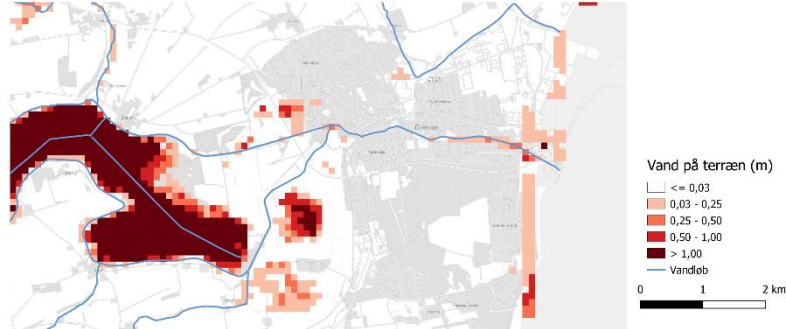 Grenaa
Vand på terræn (m)
<= 0,03
0,03 - 0,25
0,25 - 0,50
0,50 - 1,00
> 1,00
Vandløb
0 1 2 km